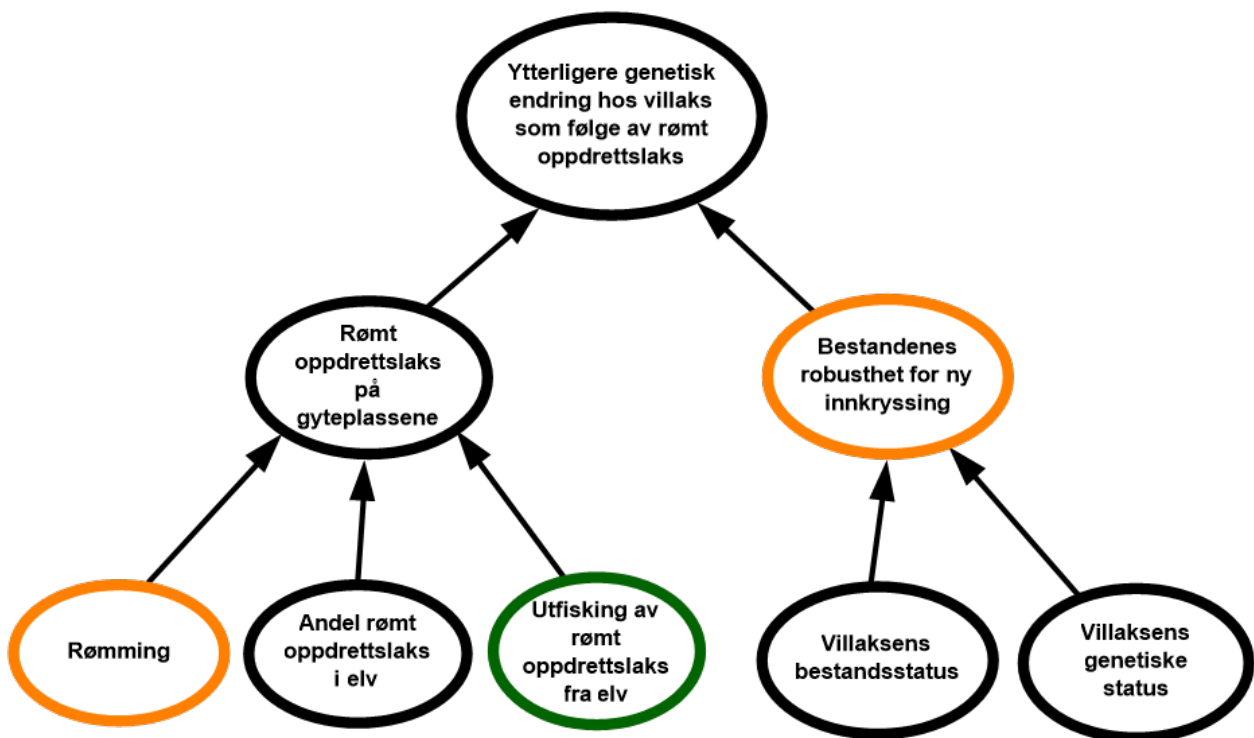 Ytterligere genetisk
endring hos villaks
som følge av rømt
oppdrettslaks
Rømt
oppdrettslaks
på
gyteplassene
Bestandenes
robusthet for ny
innkryssing
Rømming
Andel rømt
oppdrettslaks
i elv
Utfisking av
rømt
oppdrettslaks
fra elv
Villaksens
bestandsstatus
Villaksens
genetiske
status